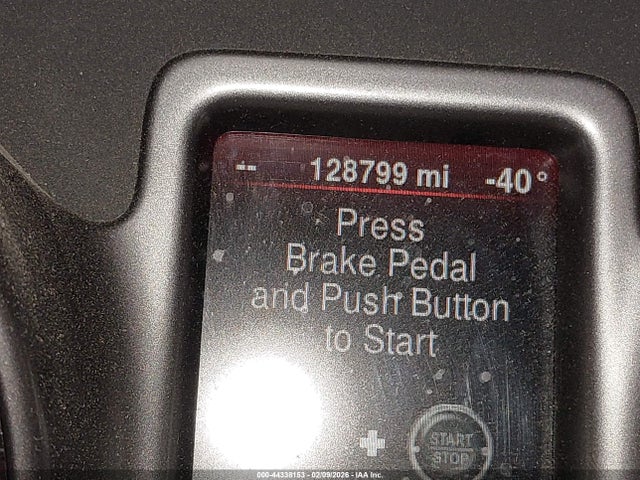 -- 128799 mi -40°
Press
Brake Pedal
and Push Button
to Start
START
STOP
000-44338153 - 02/09/2026 - IAA Inc.